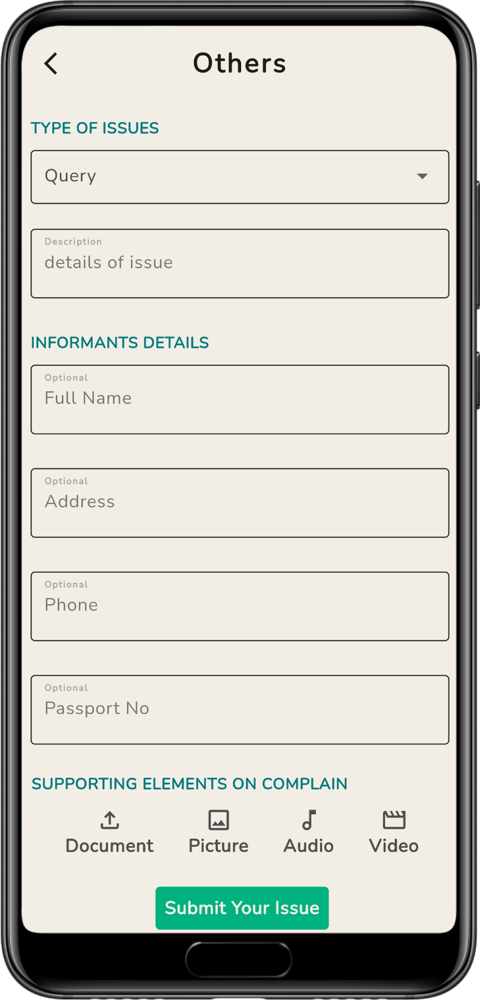 Others
TYPE OF ISSUES
Query
Description
details of issue
INFORMANTS DETAILS
Optional
Full Name
Optional
Address
Optional
Phone
Optional
Passport No
SUPPORTING ELEMENTS ON COMPLAIN
Document Picture Audio Video
Submit Your Issue